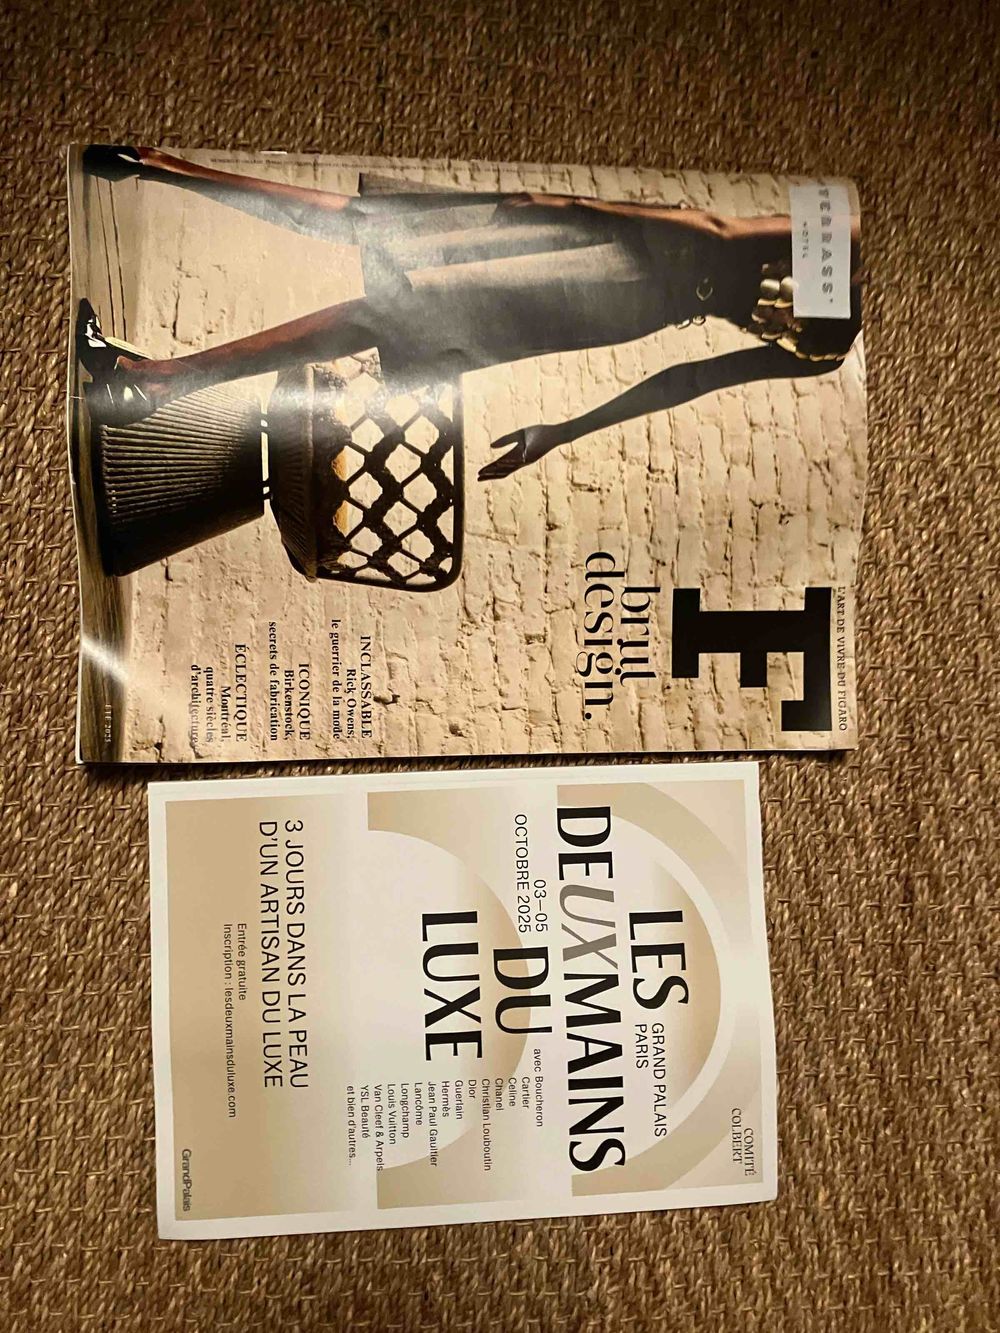 L'ART DE VIVRE DU FIGARO
F
brut
design.
INCLASSABLE
Rick Owens,
le guerrier de la mode
ICONIQUE
Birkenstock,
secrets de fabrication
ÉCLECTIQUE
Montréal,
quatre siècles
d'architecture
ÉTÉ 2025
TERRASS"
HOTEL
COMITÉ
COLBERT
LES
GRAND PALAIS
PARIS
DEUXMAINS
03—05
OCTOBRE 2025
DU
LUXE
avec Boucheron
Cartier
Celine
Chanel
Christian Louboutin
Dior
Guerlain
Hermès
Jean Paul Gaultier
Lancôme
Longchamp
Louis Vuitton
Van Cleef & Arpels
YSL Beauté
et bien d'autres...
3 JOURS DANS LA PEAU
D'UN ARTISAN DU LUXE
Entrée gratuite
Inscription : lesdeuxmainsduluxe.com
GrandPalais